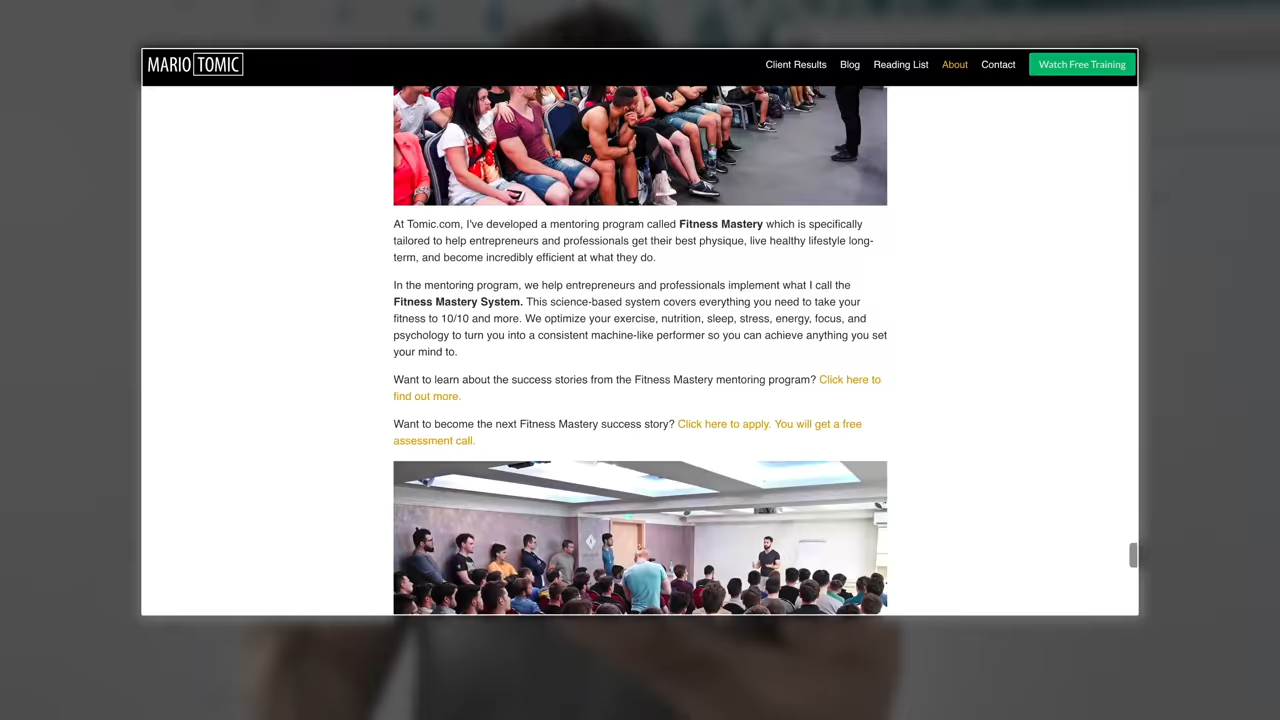 MARIO TOMIC
Client Results
Blog
Reading List
About
Contact
Watch Free Training
At Tomic.com, I've developed a mentoring program called Fitness Mastery which is specifically
tailored to help entrepreneurs and professionals get their best physique, live healthy lifestyle long-
term, and become incredibly efficient at what they do.
In the mentoring program, we help entrepreneurs and professionals implement what I call the
Fitness Mastery System. This science-based system covers everything you need to take your
fitness to 10/10 and more. We optimize your exercise, nutrition, sleep, stress, energy, focus, and
psychology to turn you into a consistent machine-like performer so you can achieve anything you set
your mind to.
Want to learn about the success stories from the Fitness Mastery mentoring program? Click here to
find out more.
Want to become the next Fitness Mastery success story? Click here to apply. You will get a free
assessment call.